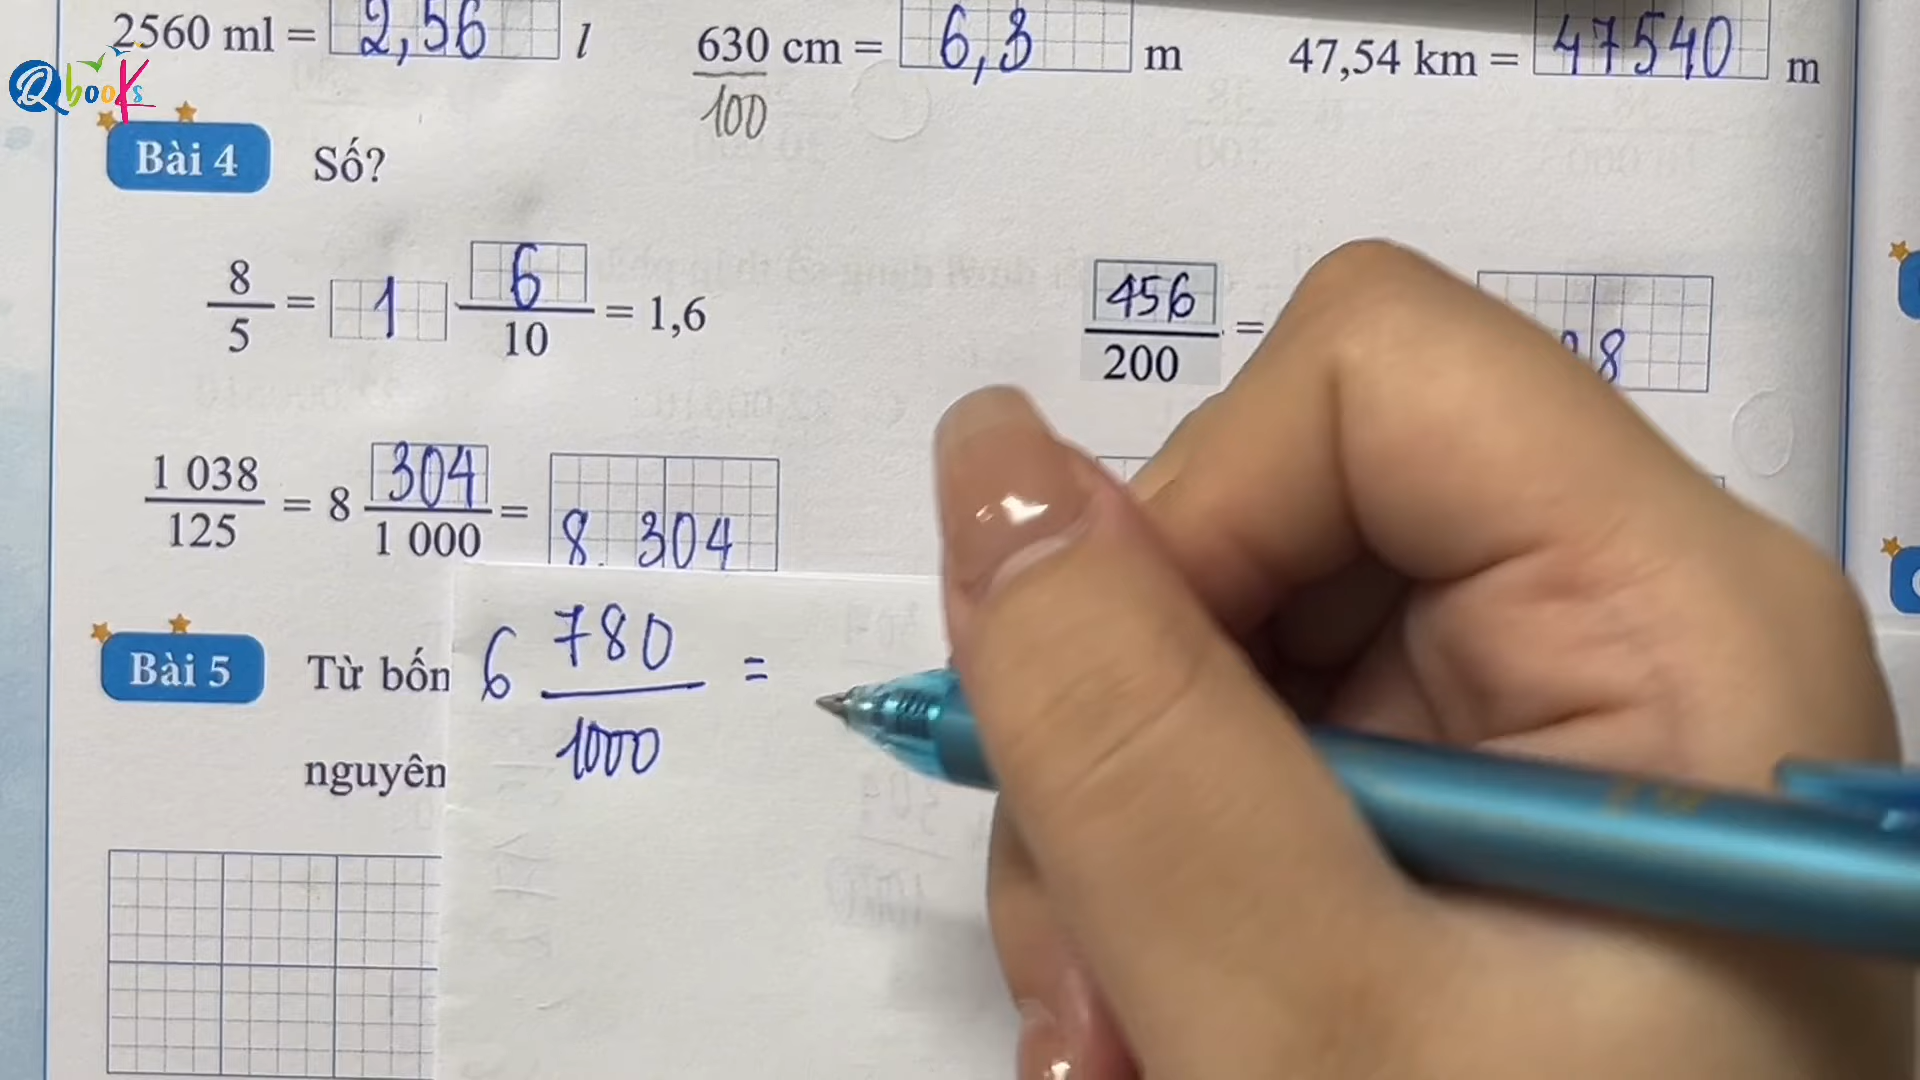 2560 ml = 2,56 l 630 cm = 6,3 m 47,54 km = 47540 m
100
Qbooks
Bài 4 Số?
8/5 = 1 6/10 = 1,6 456/200 = 8
1 038/125 = 8 304/1 000 = 8, 304
Bài 5 Từ bốn
nguyên
6 780/1000 =